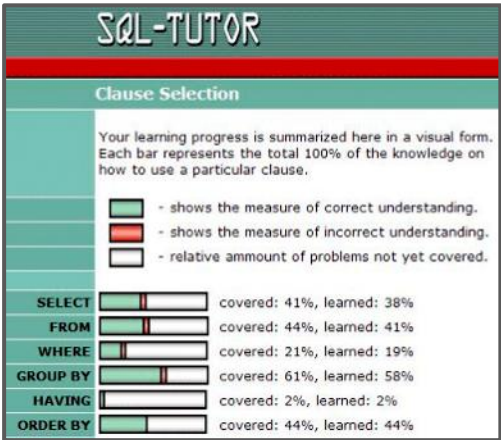 SQL-TUTOR
Clause Selection
Your learning progress is summarized here in a visual form.
Each bar represents the total 100% of the knowledge on
how to use a particular clause.
- shows the measure of correct understanding.
- shows the measure of incorrect understanding.
- relative ammount of problems not yet covered.
SELECT covered: 41%, learned: 38%
FROM covered: 44%, learned: 41%
WHERE covered: 21%, learned: 19%
GROUP BY covered: 61%, learned: 58%
HAVING covered: 2%, learned: 2%
ORDER BY covered: 44%, learned: 44%